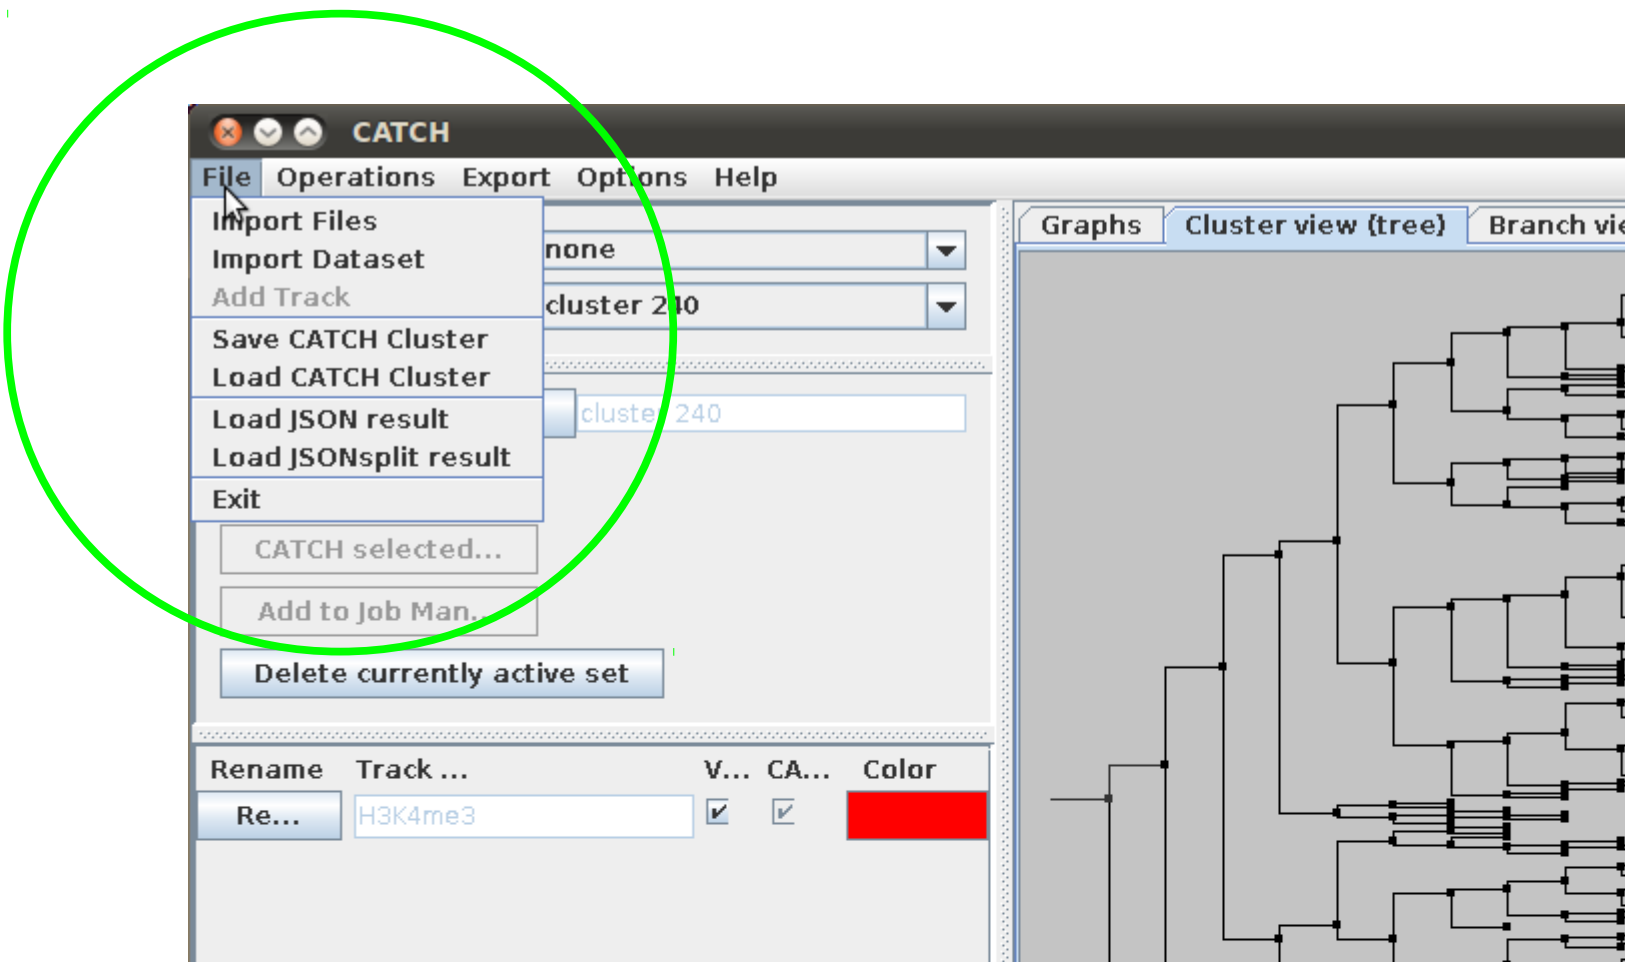 CATCH
File Operations Export Options Help
Import Files
Import Dataset
Add Track
Save CATCH Cluster
Load CATCH Cluster
Load JSON result
Load JSONsplit result
Exit
none
cluster 240
cluster 240
CATCH selected...
Add to Job Man...
Delete currently active set
Rename Track ... V... CA... Color
Re... H3K4me3
Graphs Cluster view (tree) Branch vie